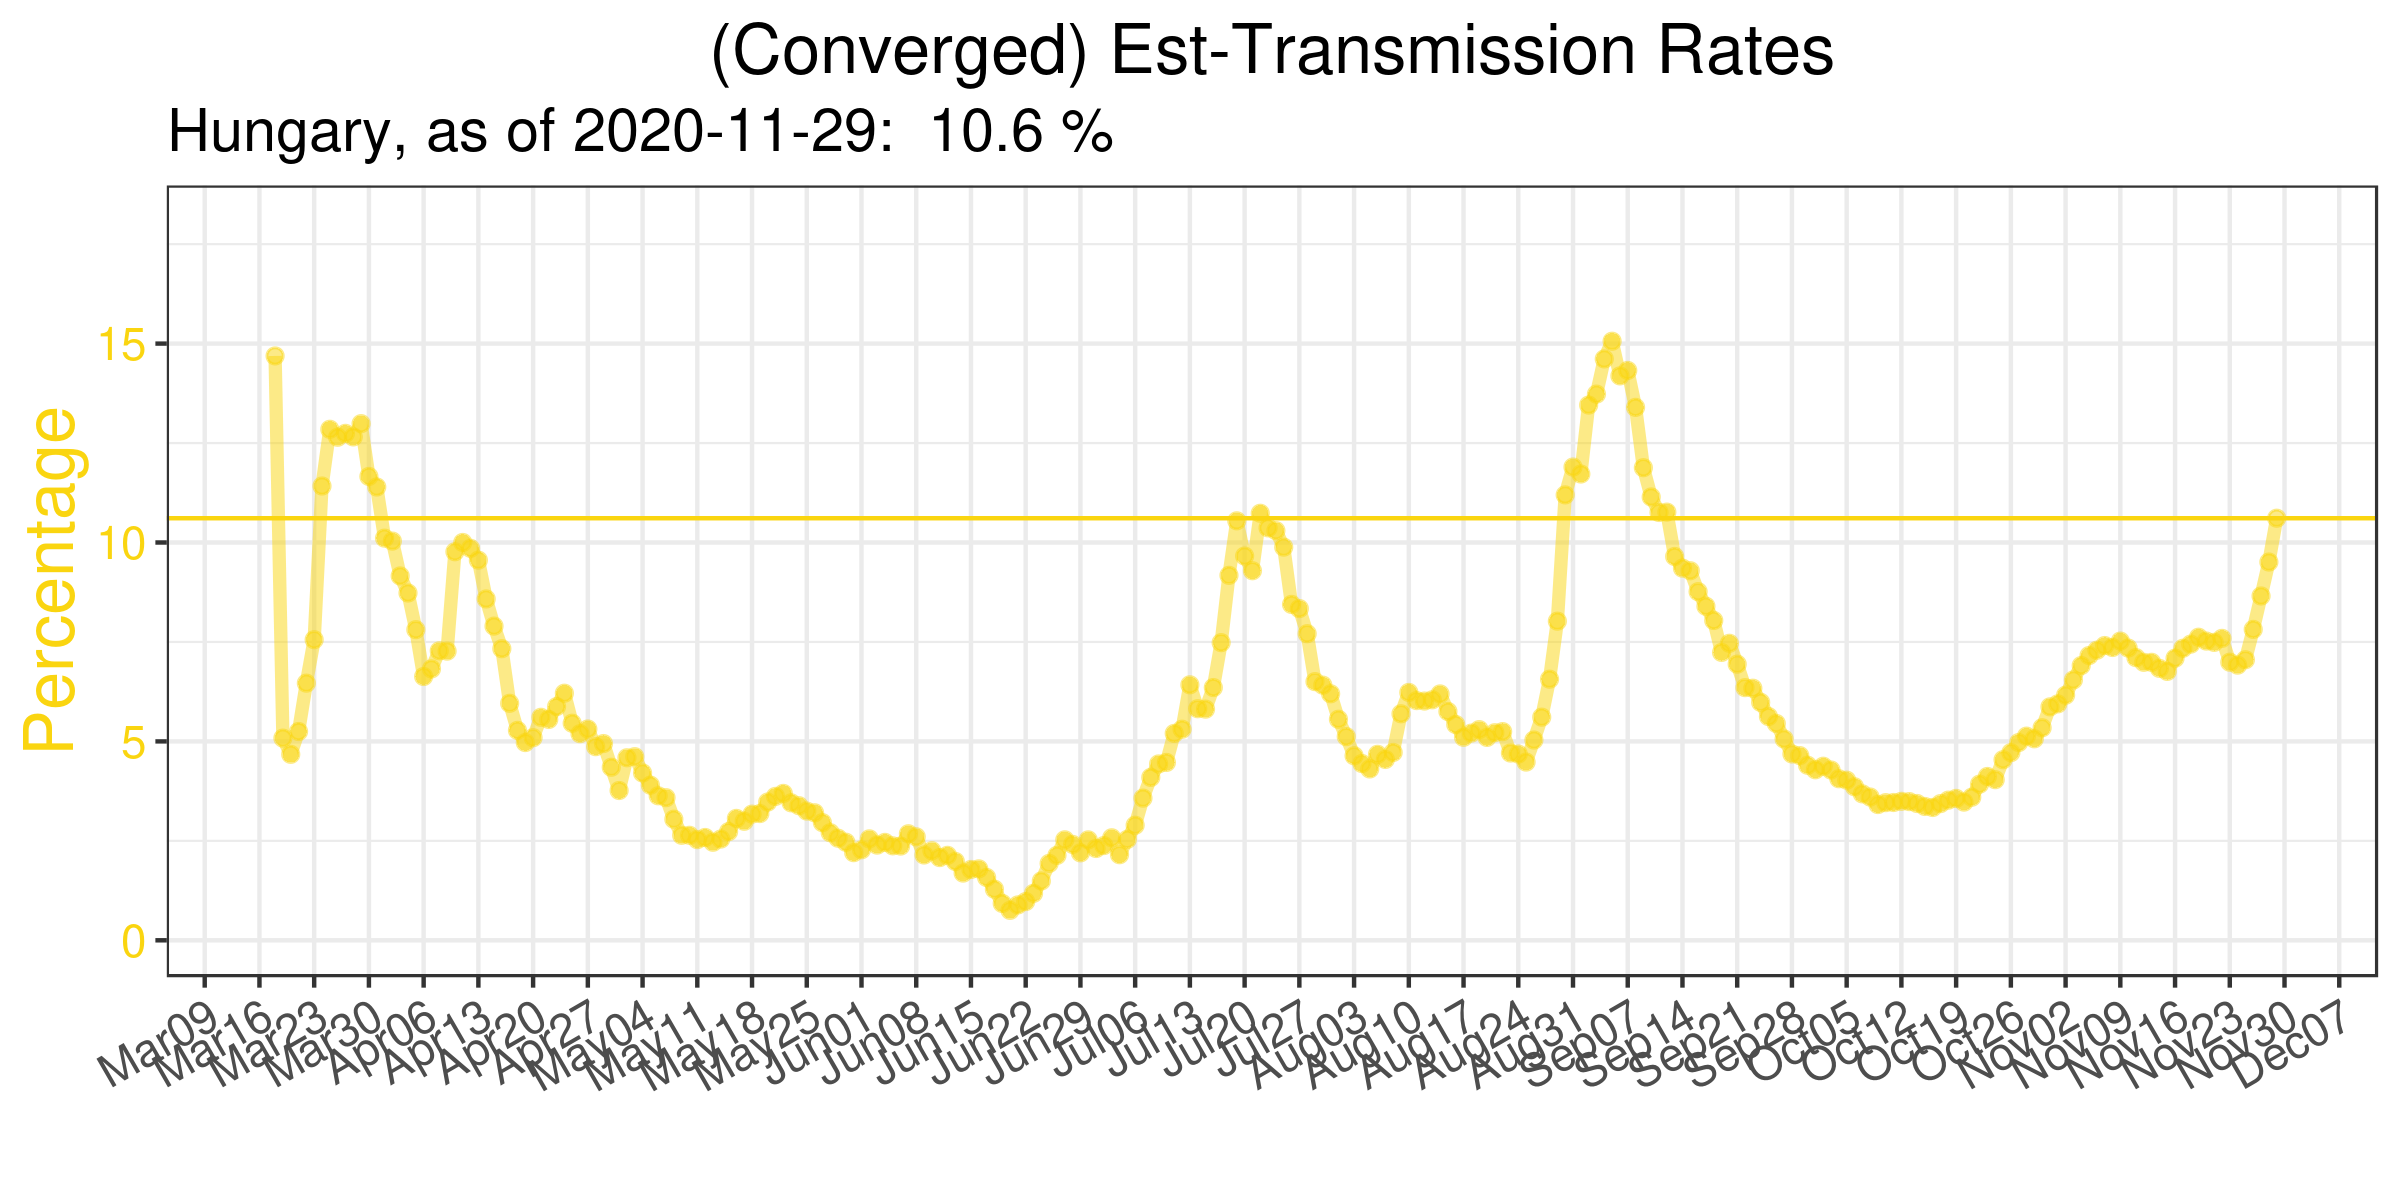 (Converged) Est-Transmission Rates
Hungary, as of 2020-11-29:  10.6 %
Percentage
15
10
5
0
Mar09
Mar16
Mar23
Mar30
Apr06
Apr13
Apr20
Apr27
May04
May11
May18
May25
Jun01
Jun08
Jun15
Jun22
Jun29
Jul06
Jul13
Jul20
Jul27
Aug03
Aug10
Aug17
Aug24
Aug31
Sep07
Sep14
Sep21
Sep28
Oct05
Oct12
Oct19
Oct26
Nov02
Nov09
Nov16
Nov23
Nov30
Dec07